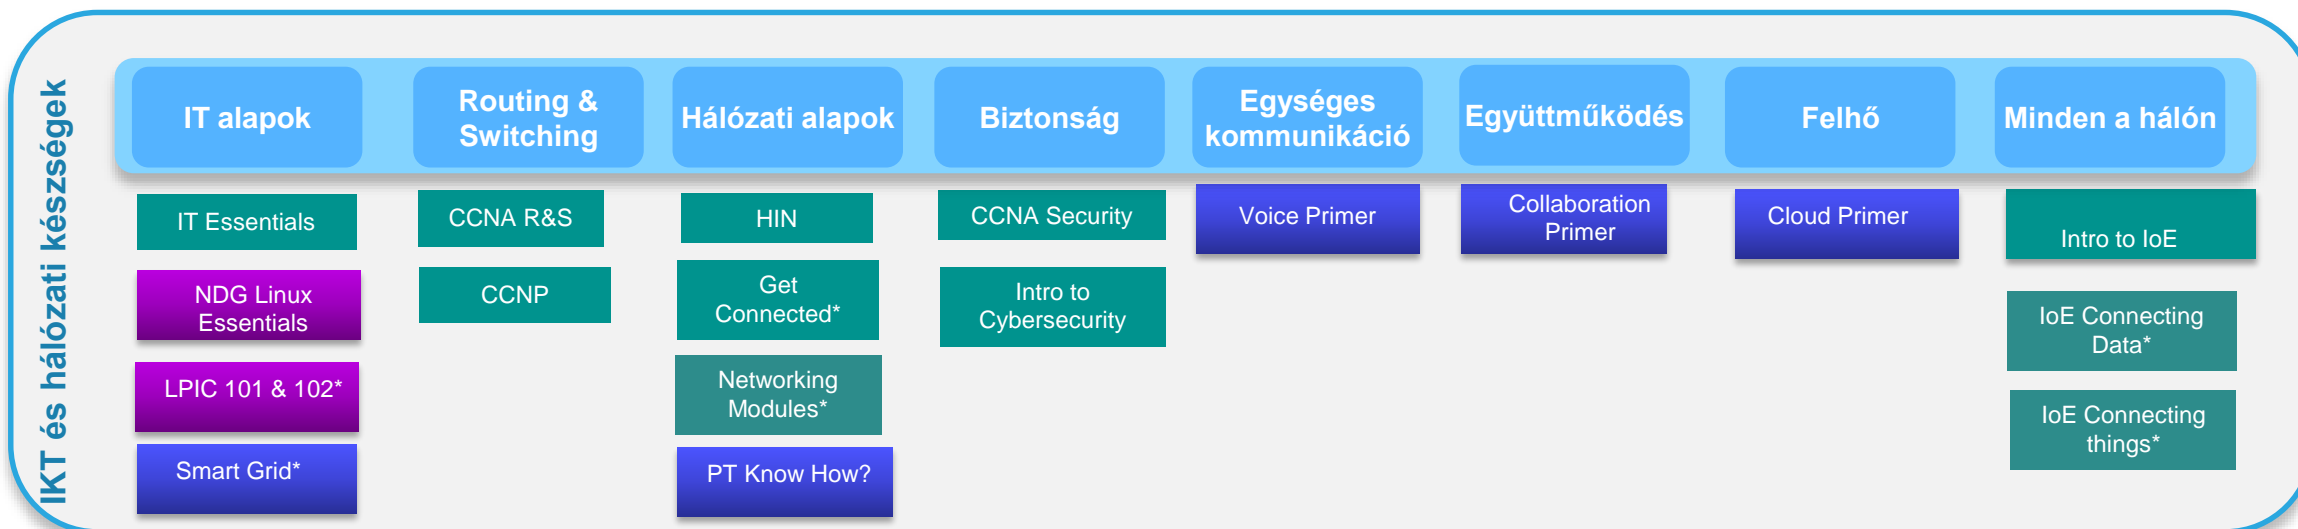 IKT és hálózati készségek
IT alapok
Routing &
Switching
Hálózati alapok
Biztonság
Egységes
kommunikáció
Együttműködés
Felhő
Minden a hálón
IT Essentials
NDG Linux
Essentials
LPIC 101 & 102*
Smart Grid*
CCNA R&S
CCNP
HIN
Get
Connected*
Networking
Modules*
PT Know How?
CCNA Security
Intro to
Cybersecurity
Voice Primer
Collaboration
Primer
Cloud Primer
Intro to IoE
IoE Connecting
Data*
IoE Connecting
things*